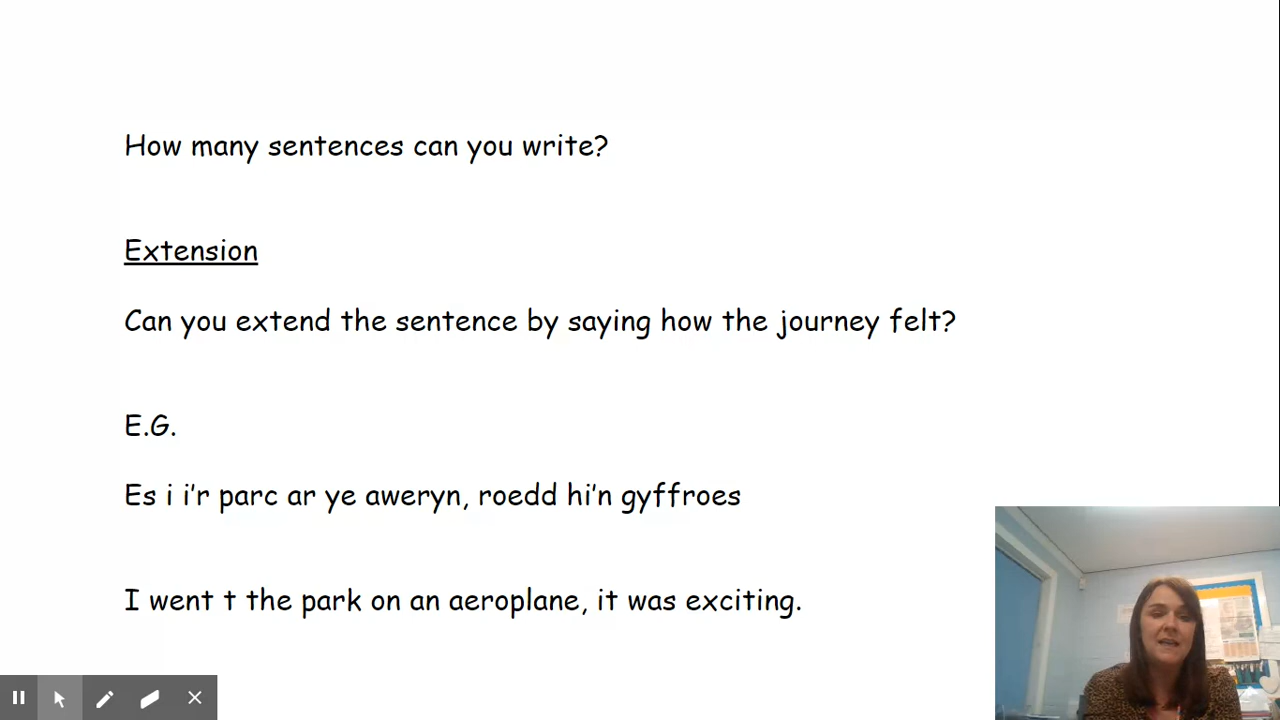 How many sentences can you write?
Extension
Can you extend the sentence by saying how the journey felt?
E.G.
Es i i'r parc ar ye aweryn, roedd hi'n gyffroes
I went t the park on an aeroplane, it was exciting.